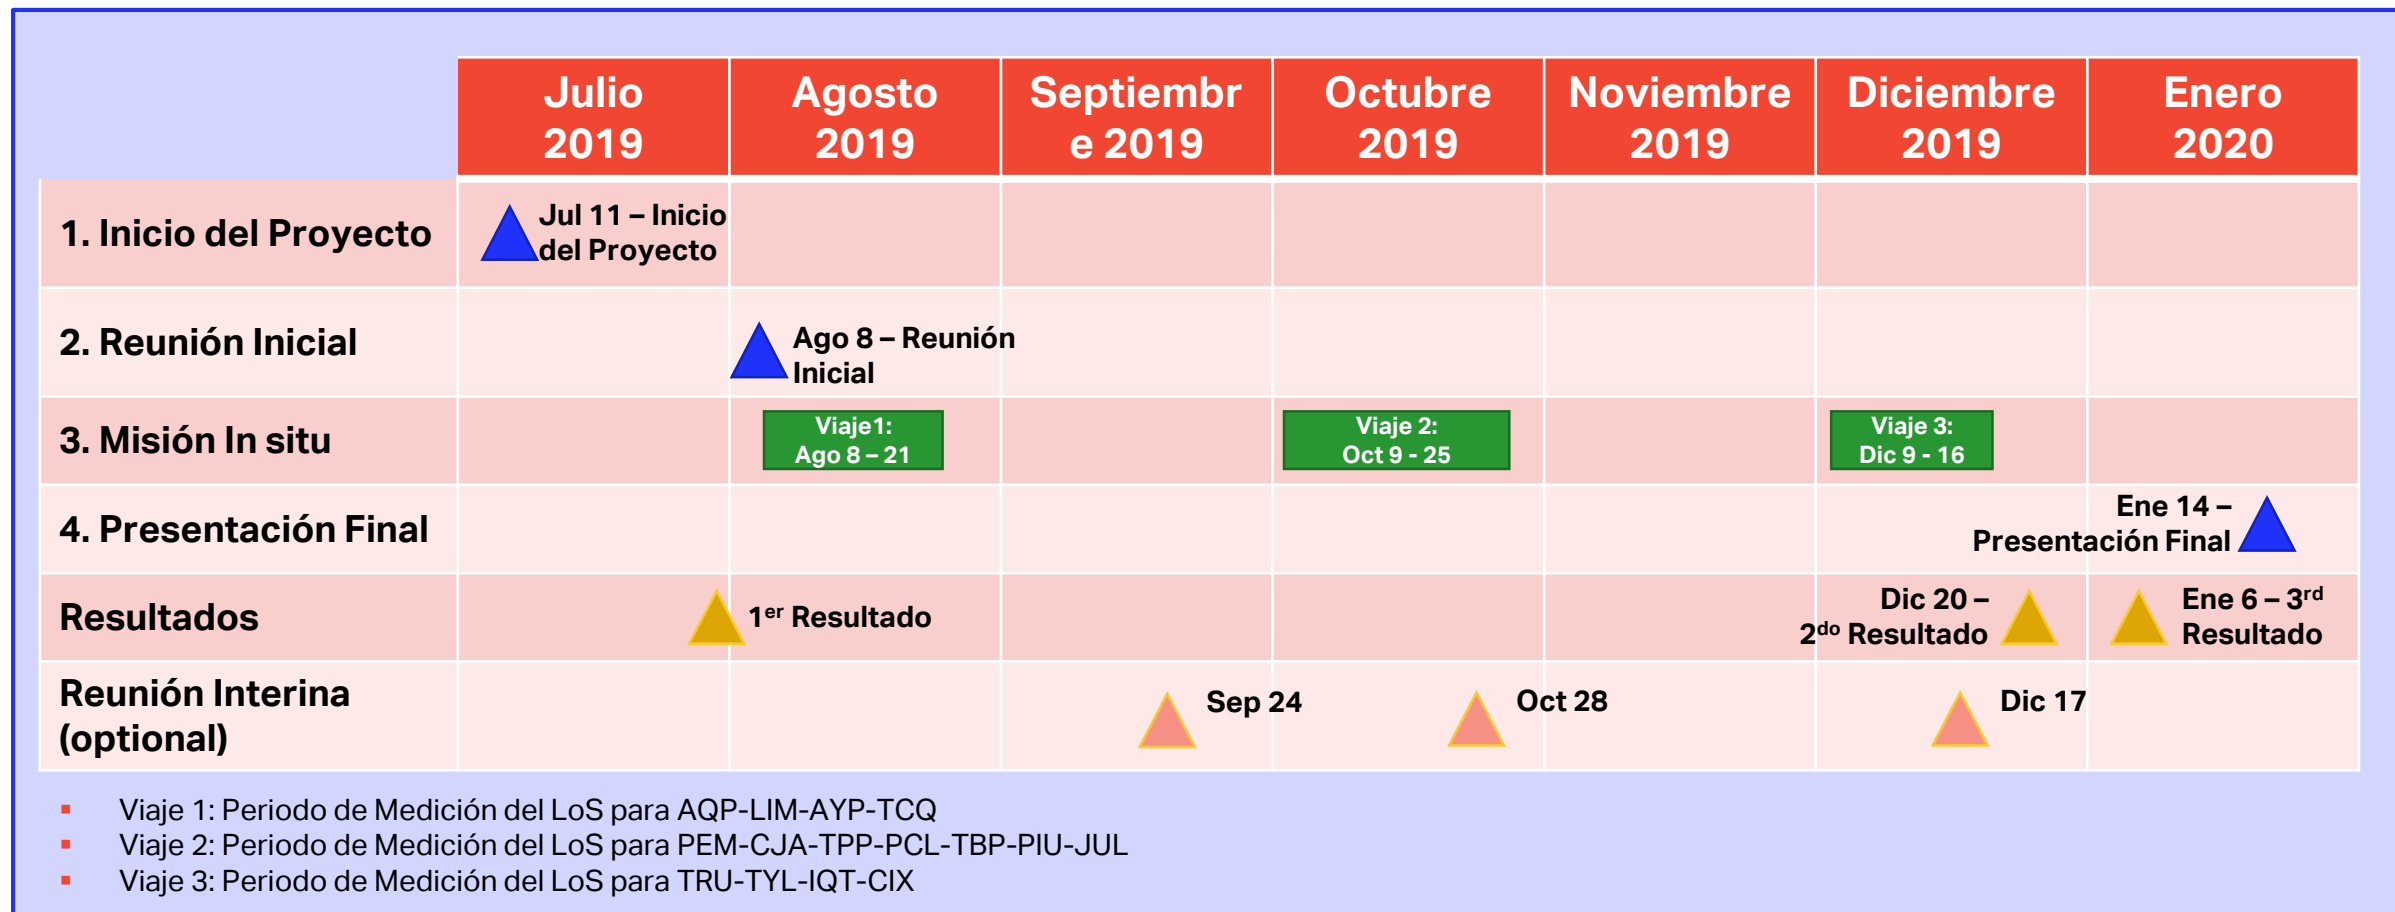 Julio
2019
Agosto
2019
Septiembr
e 2019
Octubre
2019
Noviembre
2019
Diciembre
2019
Enero
2020
1. Inicio del Proyecto
Jul 11 – Inicio
del Proyecto
2. Reunión Inicial
Ago 8 – Reunión
Inicial
3. Misión In situ
Viaje1:
Ago 8 – 21
Viaje 2:
Oct 9 - 25
Viaje 3:
Dic 9 - 16
4. Presentación Final
Ene 14 –
Presentación Final
Resultados
1er Resultado
Dic 20 –
2do Resultado
Ene 6 – 3rd
Resultado
Reunión Interina
(optional)
Sep 24
Oct 28
Dic 17
▪ Viaje 1: Periodo de Medición del LoS para AQP-LIM-AYP-TCQ
▪ Viaje 2: Periodo de Medición del LoS para PEM-CJA-TPP-PCL-TBP-PIU-JUL
▪ Viaje 3: Periodo de Medición del LoS para TRU-TYL-IQT-CIX